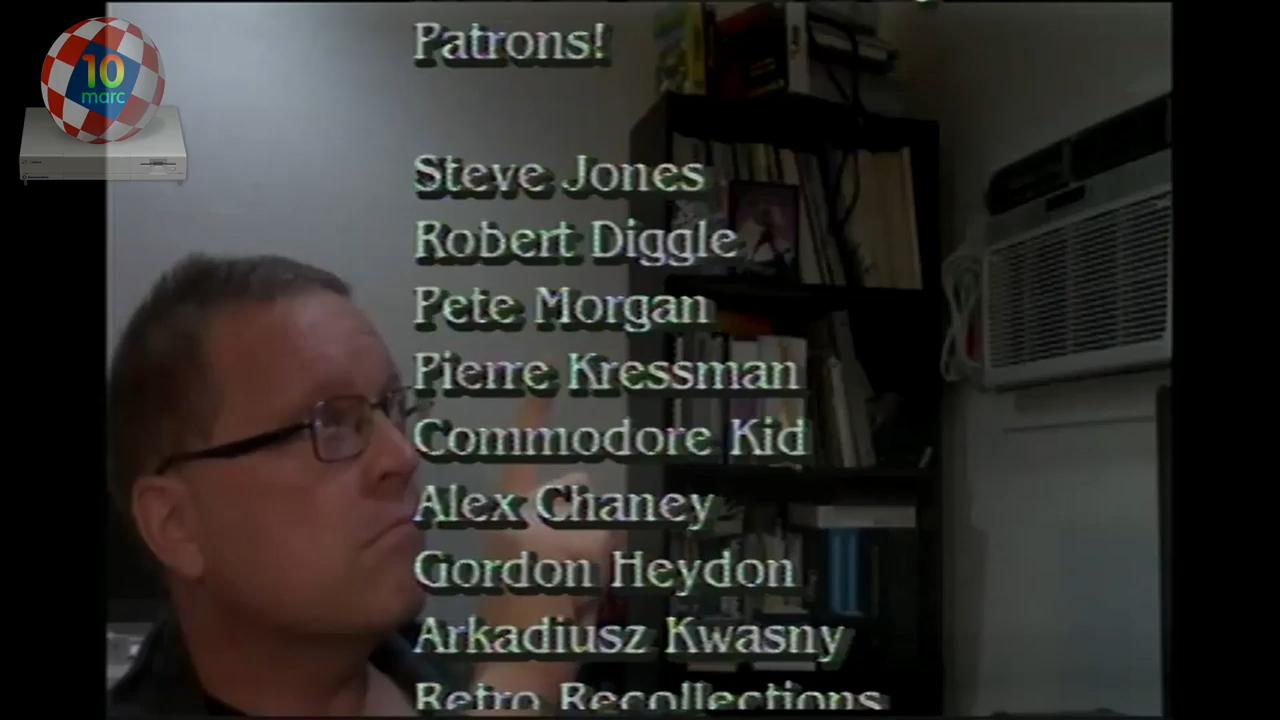 10
marc
Patrons!
Steve Jones
Robert Diggle
Pete Morgan
Pierre Kressman
Commodore Kid
Alex Chaney
Gordon Heydon
Arkadiusz Kwasny
Retro Recollections